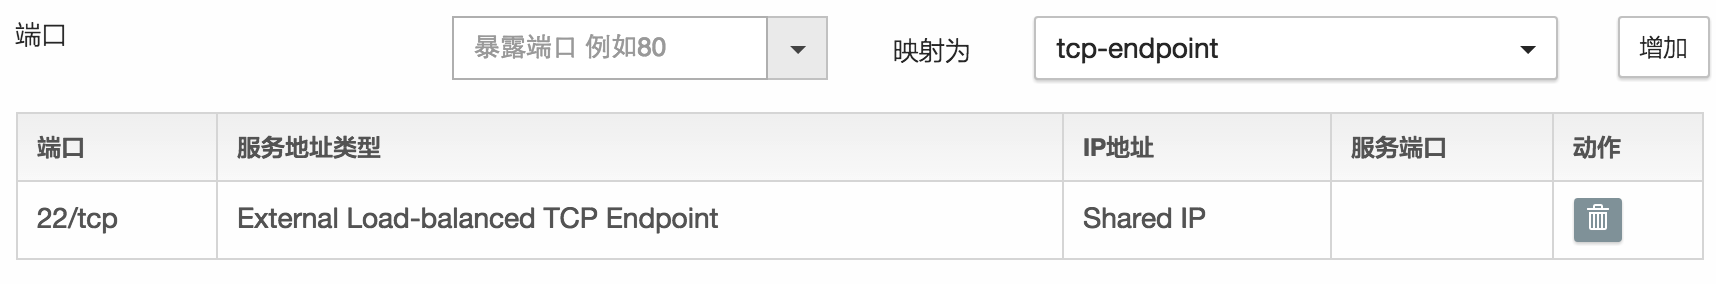 端口 暴露端口 例如80 映射为 tcp-endpoint 增加
端口 服务地址类型 IP地址 服务端口 动作
22/tcp External Load-balanced TCP Endpoint Shared IP